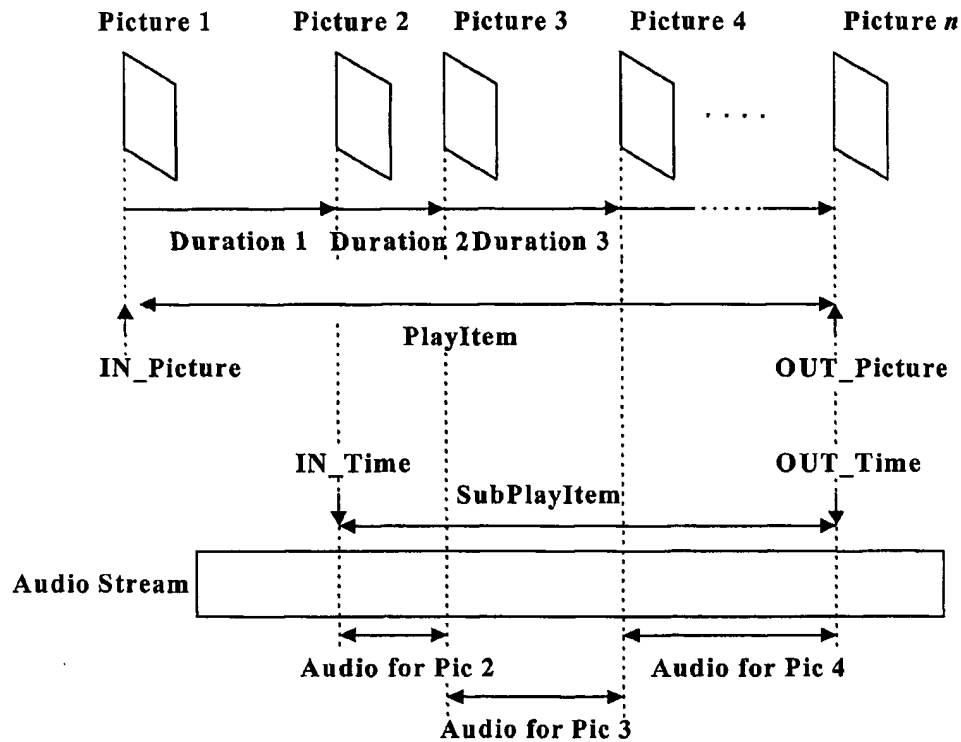 Picture 1 Picture 2 Picture 3 Picture 4 Picture n
. . . .
Duration 1 Duration 2 Duration 3
PlayItem
IN_Picture OUT_Picture
IN_Time OUT_Time
SubPlayItem
Audio Stream
Audio for Pic 2 Audio for Pic 4
Audio for Pic 3